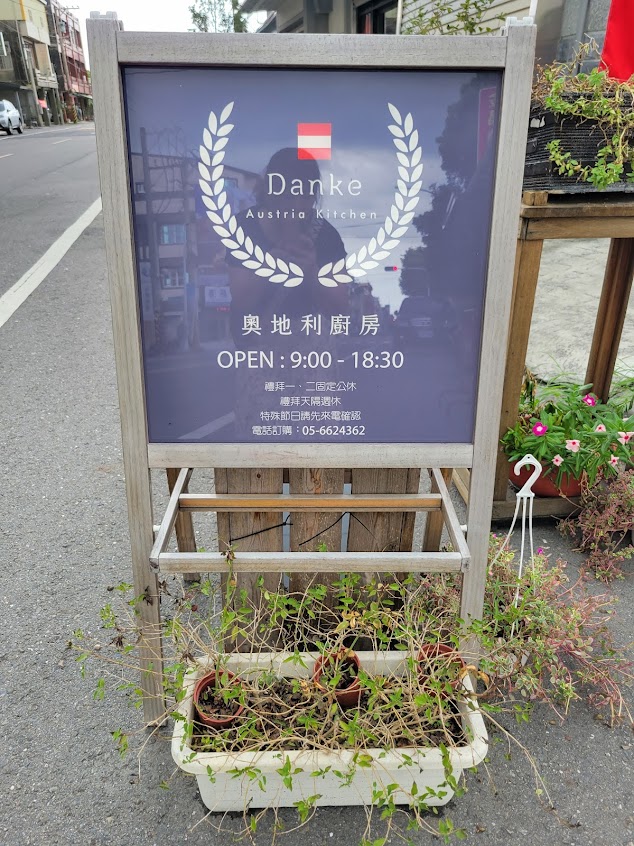 Danke
Austria Kitchen
奧地利廚房
OPEN : 9:00 - 18:30
禮拜一、二固定公休
禮拜天隔週休
特殊節日請先來電確認
電話訂購：05-6624362